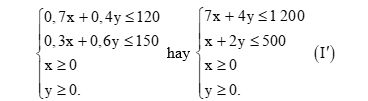 {0,7x + 0,4y ≤ 120
0,3x + 0,6y ≤ 150
x ≥ 0
y ≥ 0.
hay
{7x + 4y ≤ 1 200
x + 2y ≤ 500
x ≥ 0
y ≥ 0.
(I′)